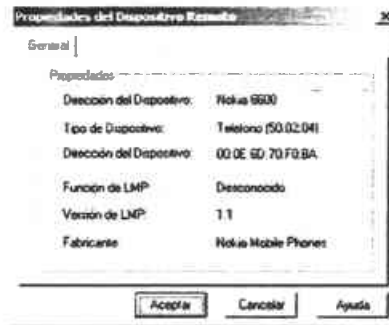 Propiedades del Dispositivo Remoto
General
Propiedades
Dirección del Dispositivo: Nokia 6600
Tipo de Dispositivo: Telefono (50:02:04)
Dirección del Dispositivo: 00:0E:6D:70:F0:BA
Función de LMP: Desconocido
Versión de LMP: 1.1
Fabricante Nokia Mobile Phones
Aceptar Cancelar Ayuda